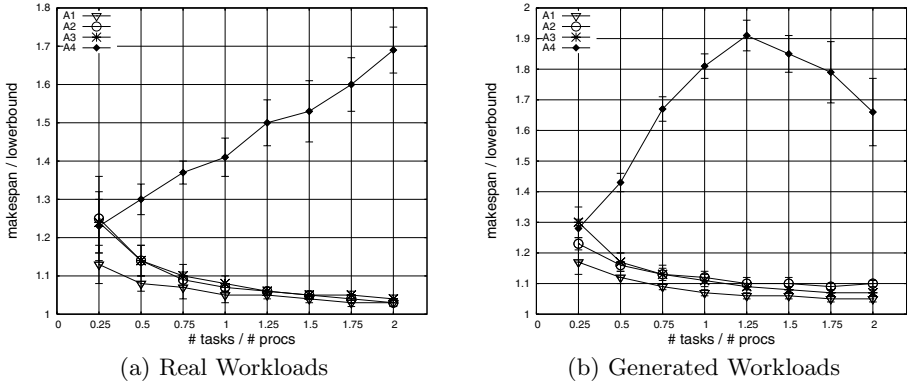 1.8
1.7
1.6
1.5
1.4
1.3
1.2
1.1
1
makespan / lowerbound
A1
A2
A3
A4
0 0.25 0.5 0.75 1 1.25 1.5 1.75 2
# tasks / # procs
(a) Real Workloads
2
1.9
1.8
1.7
1.6
1.5
1.4
1.3
1.2
1.1
1
makespan / lowerbound
A1
A2
A3
A4
0 0.25 0.5 0.75 1 1.25 1.5 1.75 2
# tasks / # procs
(b) Generated Workloads